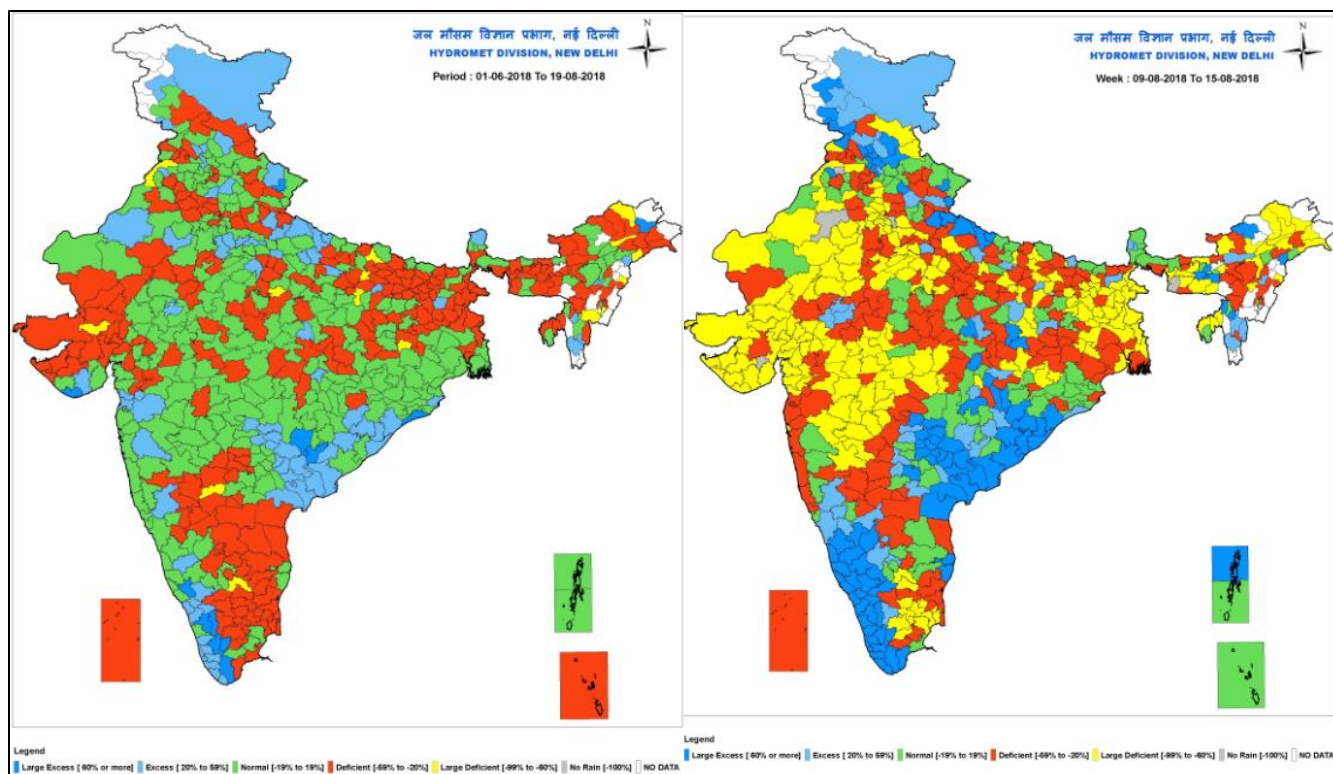 N
जल मौसम विज्ञान प्रभाग, नई दिल्ली
HYDROMET DIVISION, NEW DELHI
Period : 01-06-2018 To 19-08-2018
Legend
Large Excess [ 60% or more] Excess [ 20% to 59%] Normal [-19% to 19%] Deficient [-59% to -20%] Large Deficient [-99% to -60%] No Rain [-100%] NO DATA
N
जल मौसम विज्ञान प्रभाग, नई दिल्ली
HYDROMET DIVISION, NEW DELHI
Week : 09-08-2018 To 15-08-2018
Legend
Large Excess [ 60% or more] Excess [ 20% to 59%] Normal [-19% to 19%] Deficient [-59% to -20%] Large Deficient [-99% to -60%] No Rain [-100%] NO DATA